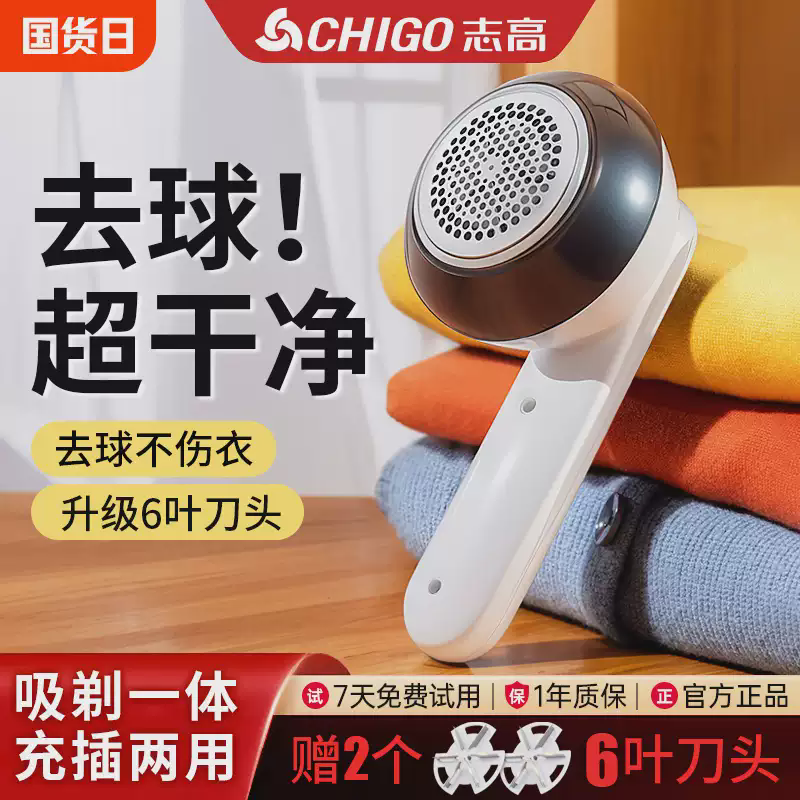 国货日
CHIGO志高
去球！
超干净
去球不伤衣
升级6叶刀头
吸剃一体
充插两用
试 7天免费试用 保 1年质保 正 官方正品
赠2个 6叶刀头